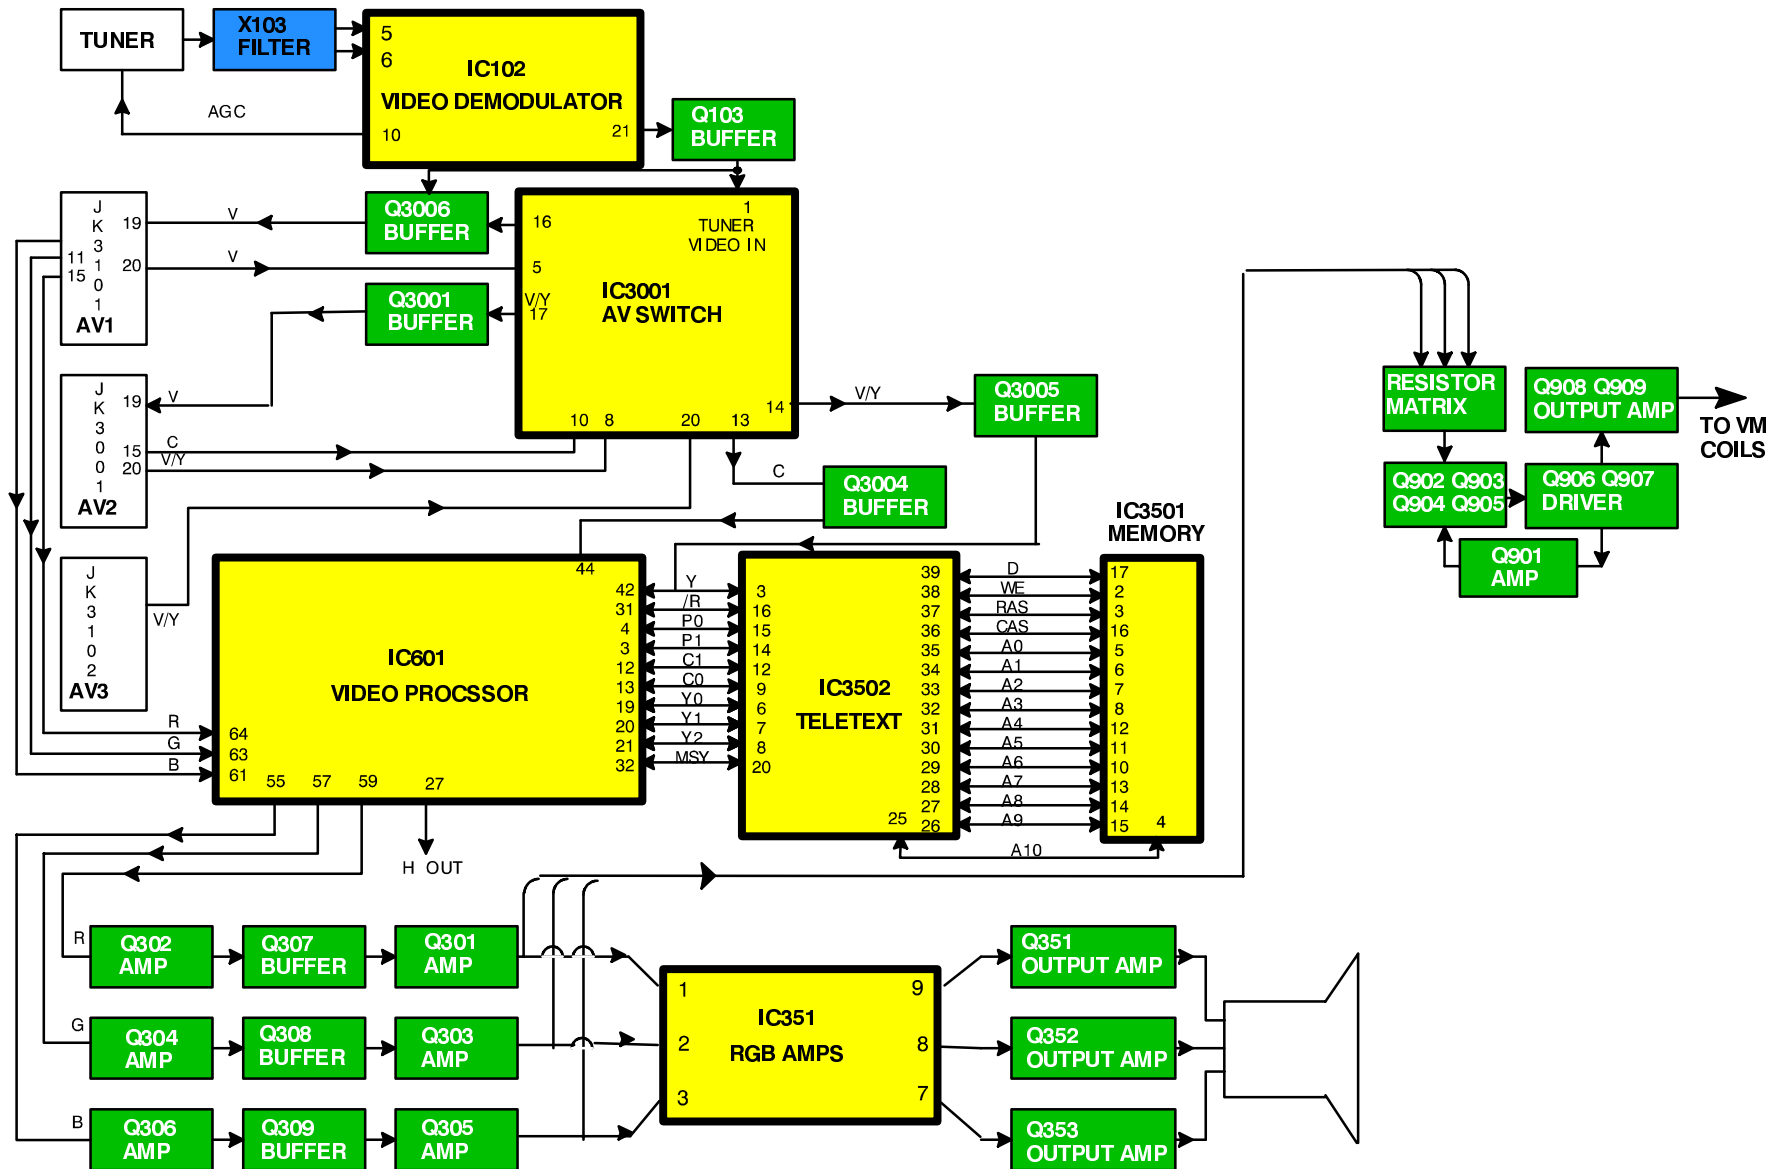 TUNER
X103
FILTER
5
6
IC102
VIDEO DEMODULATOR
10
21
AGC
Q103
BUFFER
J
K
3
1
0
1
19
11
15
20
AV1
V
V
Q3006
BUFFER
Q3001
BUFFER
16
1
TUNER
VIDEO IN
5
V/Y
17
IC3001
AV SWITCH
14
10
8
20
13
J
K
3
0
0
1
19
15
20
AV2
V
C
V/Y
V/Y
Q3005
BUFFER
C
Q3004
BUFFER
J
K
3
1
0
2
AV3
V/Y
RESISTOR
MATRIX
Q908 Q909
OUTPUT AMP
TO VM
COILS
Q902 Q903
Q904 Q905
Q906 Q907
DRIVER
Q901
AMP
IC3501
MEMORY
44
42
31
4
3
12
13
19
20
21
32
IC601
VIDEO PROCSSOR
64
63
61
55
57
59
27
R
G
B
H OUT
Y
/R
P0
P1
C1
C0
Y0
Y1
Y2
MSY
3
16
15
14
12
9
6
7
8
20
IC3502
TELETEXT
39
38
37
36
35
34
33
32
31
30
29
28
27
26
25
D
WE
RAS
CAS
A0
A1
A2
A3
A4
A5
A6
A7
A8
A9
A10
17
2
3
16
5
6
7
8
12
11
10
13
14
15
4
R
Q302
AMP
Q307
BUFFER
Q301
AMP
G
Q304
AMP
Q308
BUFFER
Q303
AMP
B
Q306
AMP
Q309
BUFFER
Q305
AMP
1
2
3
IC351
RGB AMPS
9
8
7
Q351
OUTPUT AMP
Q352
OUTPUT AMP
Q353
OUTPUT AMP